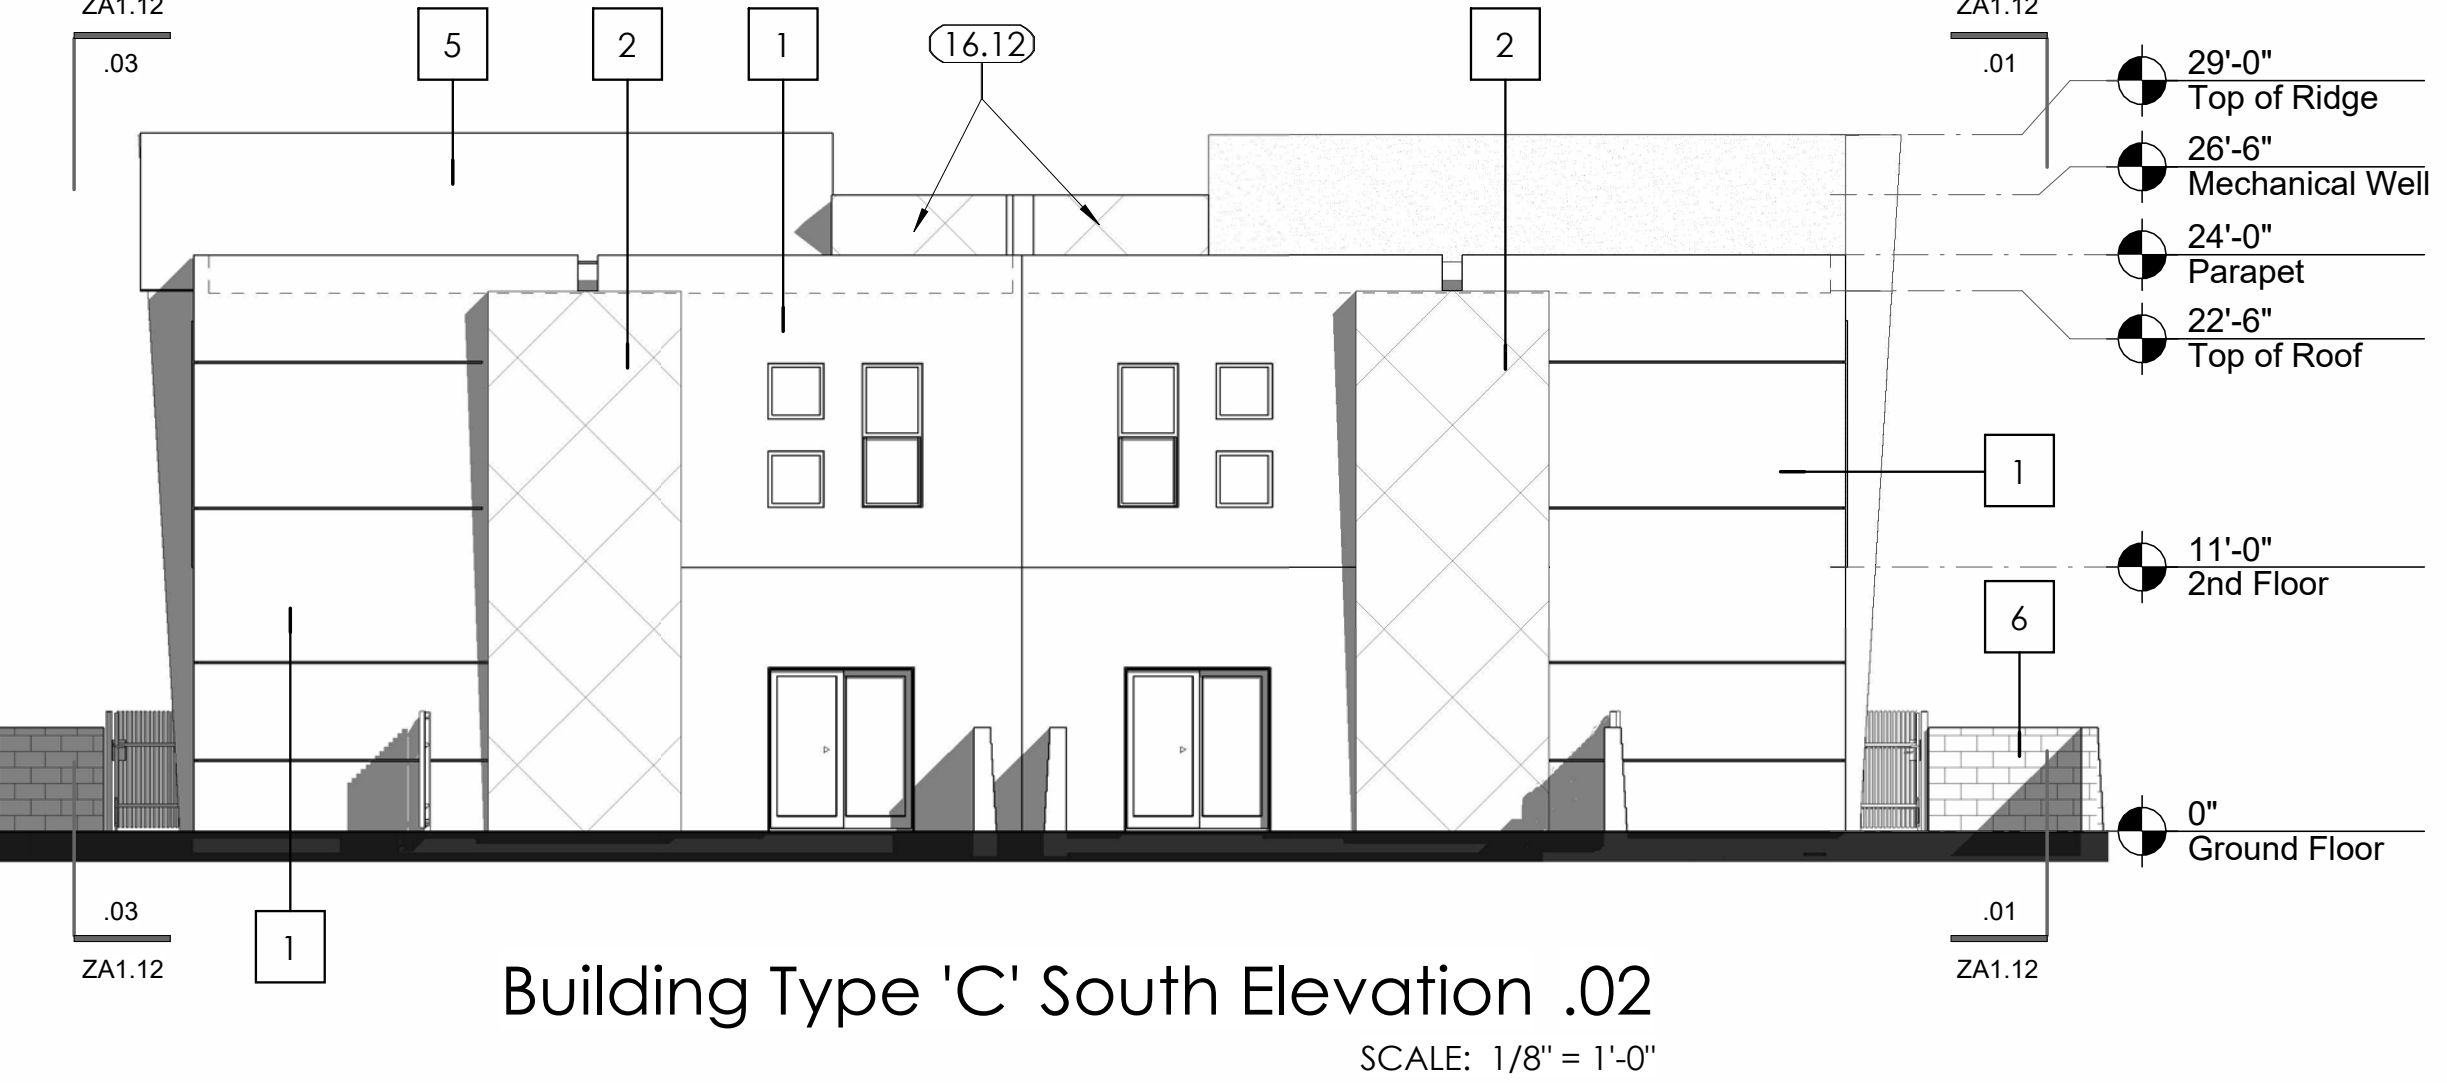 ZA1.12
ZA1.12
.03
5
2
1
16.12
2
.01
29'-0"
Top of Ridge
26'-6"
Mechanical Well
24'-0"
Parapet
22'-6"
Top of Roof
1
11'-0"
2nd Floor
6
0"
Ground Floor
.03
1
ZA1.12
.01
ZA1.12
Building Type 'C' South Elevation .02
SCALE: 1/8" = 1'-0"